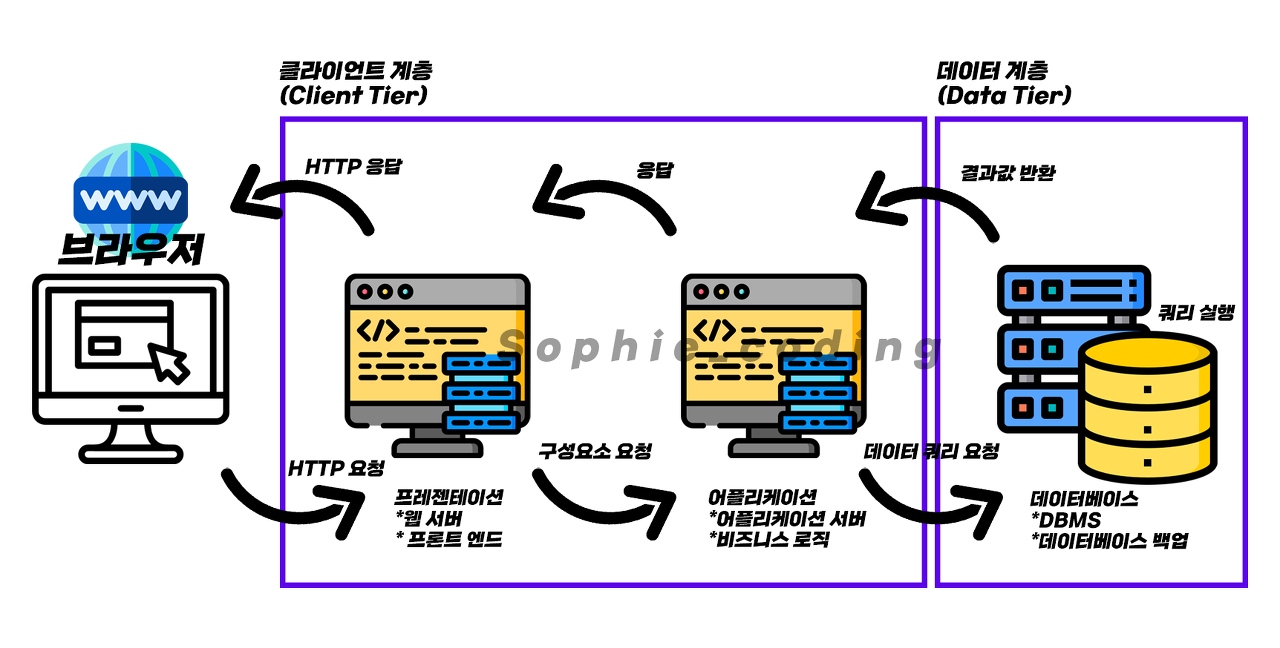 클라이언트 계층
(Client Tier)
데이터 계층
(Data Tier)
HTTP 응답
응답
결과값 반환
www
브라우저
쿼리 실행
</>
Sophie_coding
HTTP 요청
구성요소 요청
데이터 쿼리 요청
프레젠테이션
*웹 서버
* 프론트 엔드
어플리케이션
*어플리케이션 서버
*비즈니스 로직
데이터베이스
*DBMS
*데이터베이스 백업